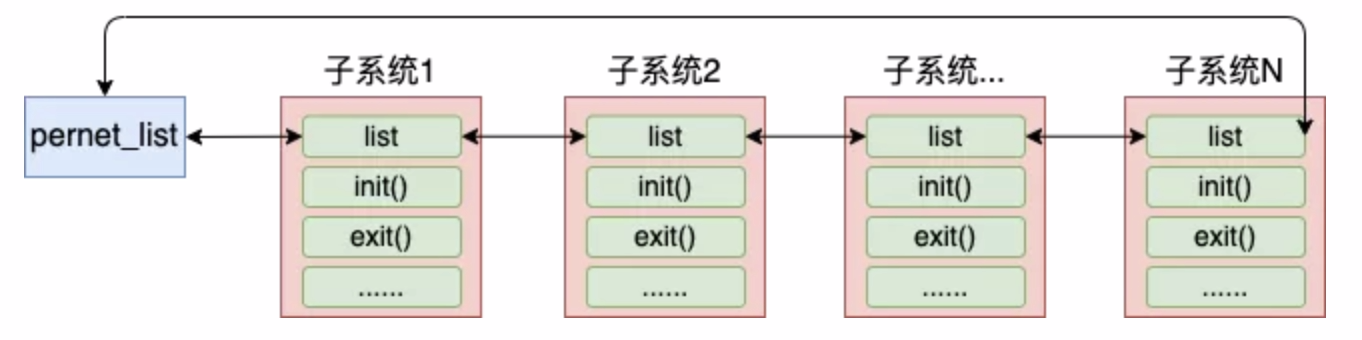 子系统1 子系统2 子系统... 子系统N
pernet_list list list list list
init() init() init() init()
exit() exit() exit() exit()
...... ...... ...... ......